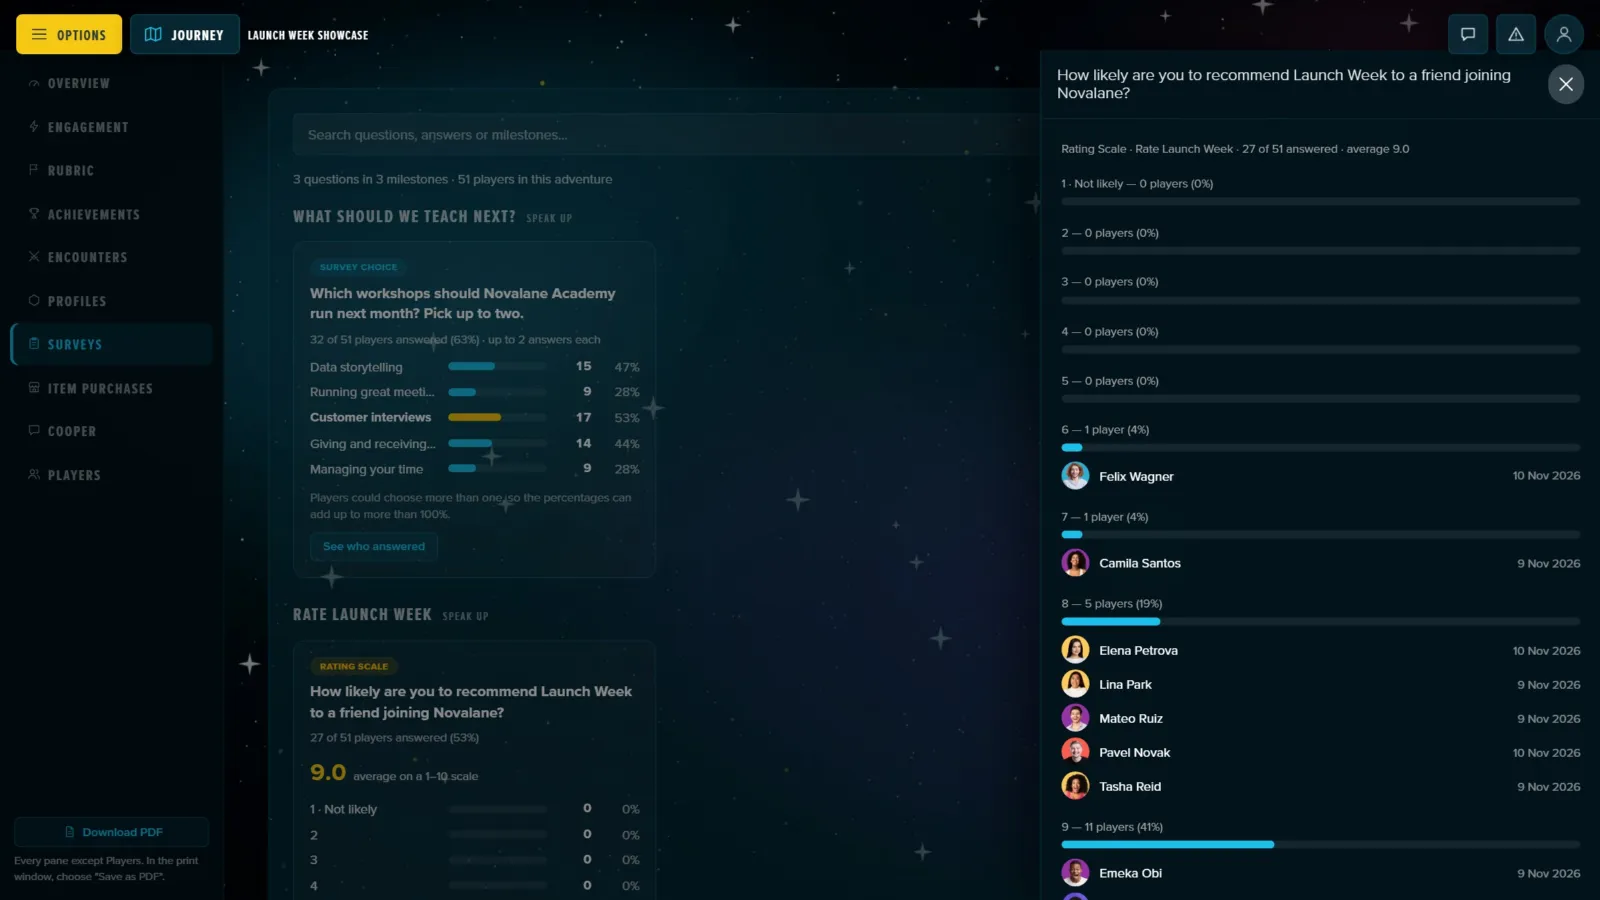 OPTIONS
JOURNEY
LAUNCH WEEK SHOWCASE
OVERVIEW
ENGAGEMENT
RUBRIC
ACHIEVEMENTS
ENCOUNTERS
PROFILES
SURVEYS
ITEM PURCHASES
COOPER
PLAYERS
Download PDF
Every pane except Players. In the print
window, choose "Save as PDF".
Search questions, answers or milestones...
3 questions in 3 milestones · 51 players in this adventure
WHAT SHOULD WE TEACH NEXT? SPEAK UP
SURVEY CHOICE
Which workshops should Novalane Academy
run next month? Pick up to two.
32 of 51 players answered (63%) · up to 2 answers each
Data storytelling 15 47%
Running great meeti... 9 28%
Customer interviews 17 53%
Giving and receiving... 14 44%
Managing your time 9 28%
Players could choose more than one, so the percentages can
add up to more than 100%.
See who answered
RATE LAUNCH WEEK SPEAK UP
RATING SCALE
How likely are you to recommend Launch Week
to a friend joining Novalane?
27 of 51 players answered (53%)
9.0 average on a 1–10 scale
1 · Not likely 0 0%
2 0 0%
3 0 0%
4 0 0%
How likely are you to recommend Launch Week to a friend joining
Novalane?
Rating Scale · Rate Launch Week · 27 of 51 answered · average 9.0
1 · Not likely — 0 players (0%)
2 — 0 players (0%)
3 — 0 players (0%)
4 — 0 players (0%)
5 — 0 players (0%)
6 — 1 player (4%)
Felix Wagner 10 Nov 2026
7 — 1 player (4%)
Camila Santos 9 Nov 2026
8 — 5 players (19%)
Elena Petrova 10 Nov 2026
Lina Park 9 Nov 2026
Mateo Ruiz 9 Nov 2026
Pavel Novak 10 Nov 2026
Tasha Reid 9 Nov 2026
9 — 11 players (41%)
Emeka Obi 9 Nov 2026